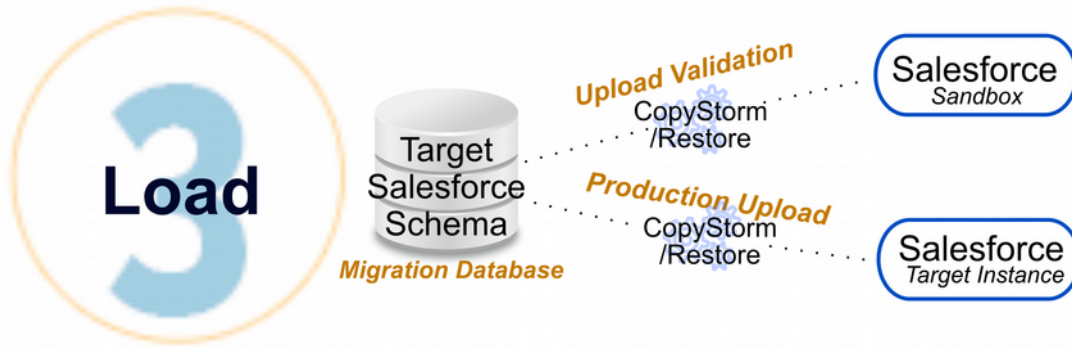 3
Load
Target
Salesforce
Schema
Migration Database
Upload Validation
CopyStorm
/Restore
Salesforce
Sandbox
Production Upload
CopyStorm
/Restore
Salesforce
Target Instance